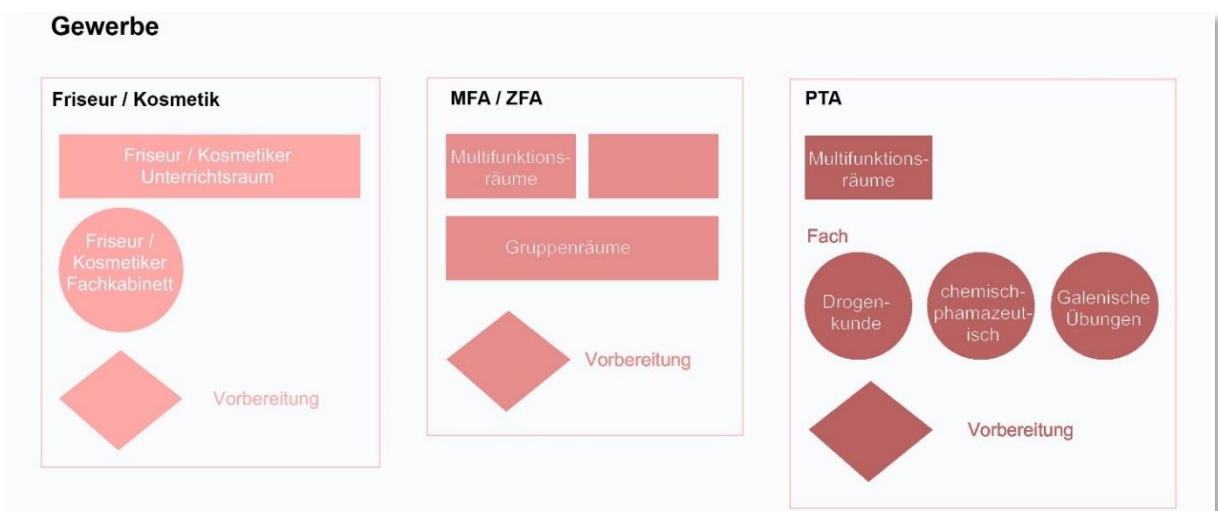 Gewerbe
Friseur / Kosmetik
Friseur / Kosmetiker
Unterrichtsraum
Friseur /
Kosmetiker
Fachkabinett
Vorbereitung
MFA / ZFA
Multifunktions-
räume
Gruppenräume
Vorbereitung
PTA
Multifunktions-
räume
Fach
Drogen-
kunde
chemisch-
phamazeut-
isch
Galenische
Übungen
Vorbereitung